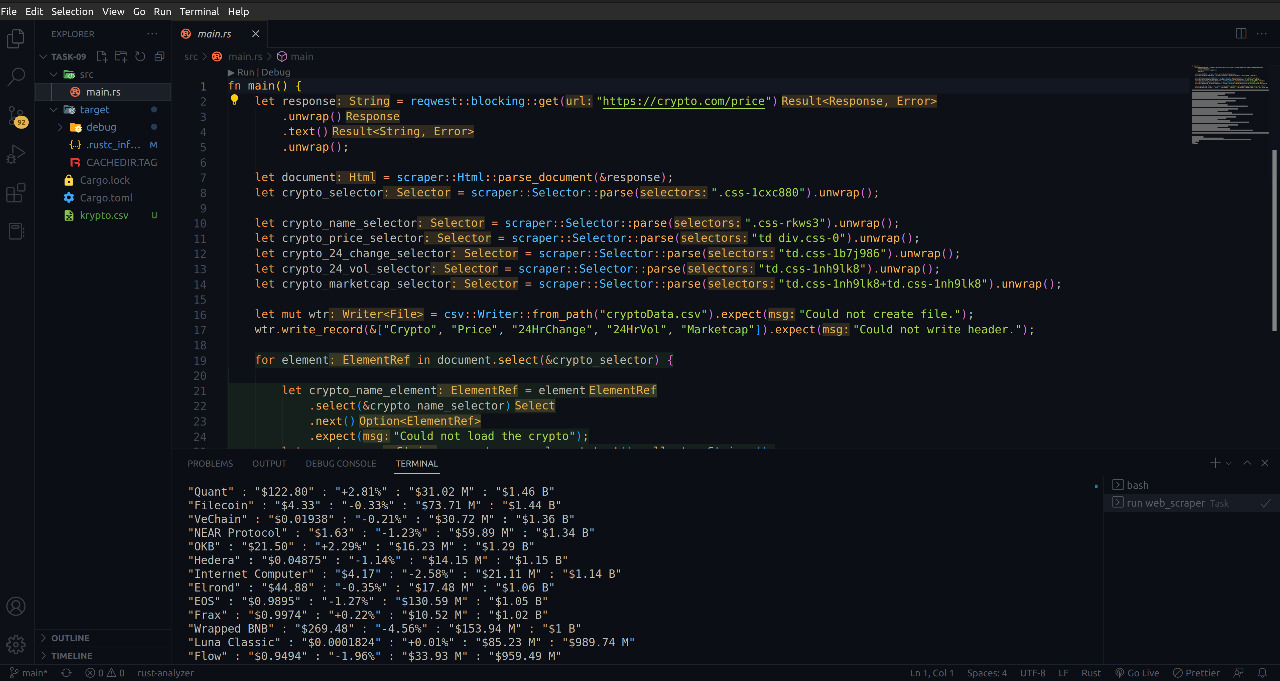 File Edit Selection View Go Run Terminal Help
EXPLORER
TASK-09
src
main.rs
target
debug
.rustc_inf... M
CACHEDIR.TAG
Cargo.lock
Cargo.toml
krypto.csv U
92
OUTLINE
TIMELINE
main.rs
src > main.rs > main
Run | Debug
1 fn main() {
2 let response: String = reqwest::blocking::get(url: "https://crypto.com/price") Result<Response, Error>
3 .unwrap() Response
4 .text() Result<String, Error>
5 .unwrap();
6
7 let document: Html = scraper::Html::parse_document(&response);
8 let crypto_selector: Selector = scraper::Selector::parse(selectors: ".css-1cxc880").unwrap();
9
10 let crypto_name_selector: Selector = scraper::Selector::parse(selectors: ".css-rkws3").unwrap();
11 let crypto_price_selector: Selector = scraper::Selector::parse(selectors: "td div.css-0").unwrap();
12 let crypto_24_change_selector: Selector = scraper::Selector::parse(selectors: "td.css-1b7j986").unwrap();
13 let crypto_24_vol_selector: Selector = scraper::Selector::parse(selectors: "td.css-1nh9lk8").unwrap();
14 let crypto_marketcap_selector: Selector = scraper::Selector::parse(selectors: "td.css-1nh9lk8+td.css-1nh9lk8").unwrap();
15
16 let mut wtr: Writer<File> = csv::Writer::from_path("cryptoData.csv").expect(msg: "Could not create file.");
17 wtr.write_record(&["Crypto", "Price", "24HrChange", "24HrVol", "Marketcap"]).expect(msg: "Could not write header.");
18
19 for element: ElementRef in document.select(&crypto_selector) {
20
21 let crypto_name_element: ElementRef = element ElementRef
22 .select(&crypto_name_selector) Select
23 .next() Option<ElementRef>
24 .expect(msg: "Could not load the crypto");
PROBLEMS OUTPUT DEBUG CONSOLE TERMINAL
"Quant" : "$122.80" : "+2.81%" : "$31.02 M" : "$1.46 B"
"Filecoin" : "$4.33" : "-0.33%" : "$73.71 M" : "$1.44 B"
"VeChain" : "$0.01938" : "-0.21%" : "$30.72 M" : "$1.36 B"
"NEAR Protocol" : "$1.63" : "-1.23%" : "$59.89 M" : "$1.34 B"
"OKB" : "$21.50" : "+2.29%" : "$16.23 M" : "$1.29 B"
"Hedera" : "$0.04875" : "-1.14%" : "$14.15 M" : "$1.15 B"
"Internet Computer" : "$4.17" : "-2.58%" : "$21.11 M" : "$1.14 B"
"Elrond" : "$44.88" : "-0.35%" : "$17.48 M" : "$1.06 B"
"EOS" : "$0.9895" : "-1.27%" : "$130.59 M" : "$1.05 B"
"Frax" : "$0.9974" : "+0.22%" : "$10.52 M" : "$1.02 B"
"Wrapped BNB" : "$269.48" : "-4.56%" : "$153.94 M" : "$1 B"
"Luna Classic" : "$0.0001824" : "+0.01%" : "$85.23 M" : "$989.74 M"
"Flow" : "$0.9494" : "-1.96%" : "$33.93 M" : "$959.49 M"
bash
run web_scraper Task
main* 0 0 rust-analyzer Ln 1, Col 1 Spaces: 4 UTF-8 LF Rust Go Live Prettier